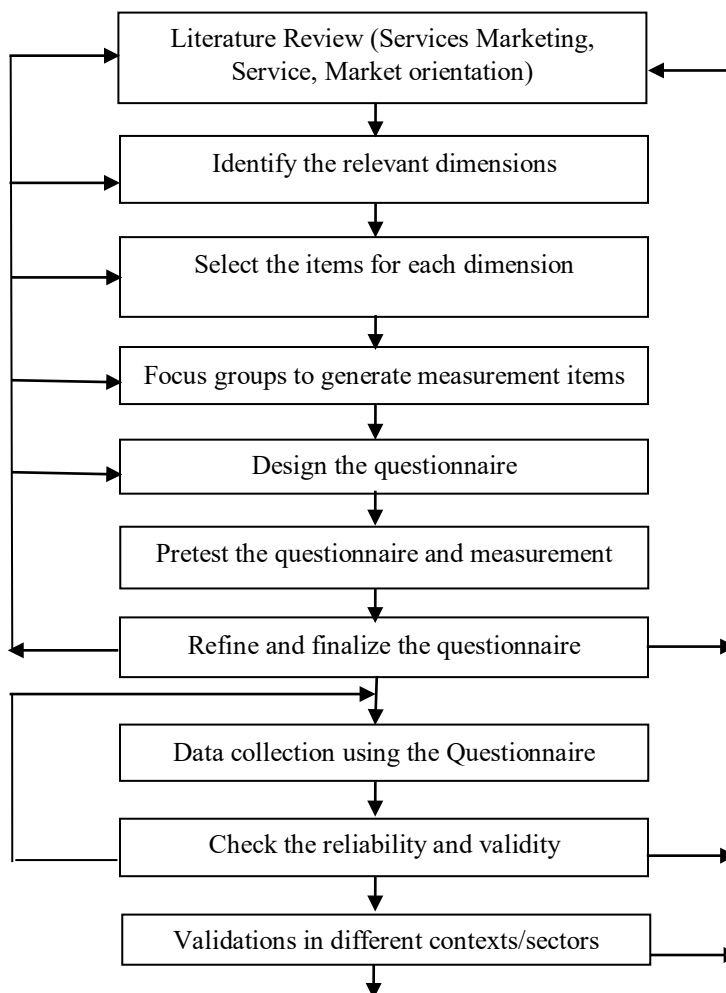 Literature Review (Services Marketing,
Service, Market orientation)
Identify the relevant dimensions
Select the items for each dimension
Focus groups to generate measurement items
Design the questionnaire
Pretest the questionnaire and measurement
Refine and finalize the questionnaire
Data collection using the Questionnaire
Check the reliability and validity
Validations in different contexts/sectors